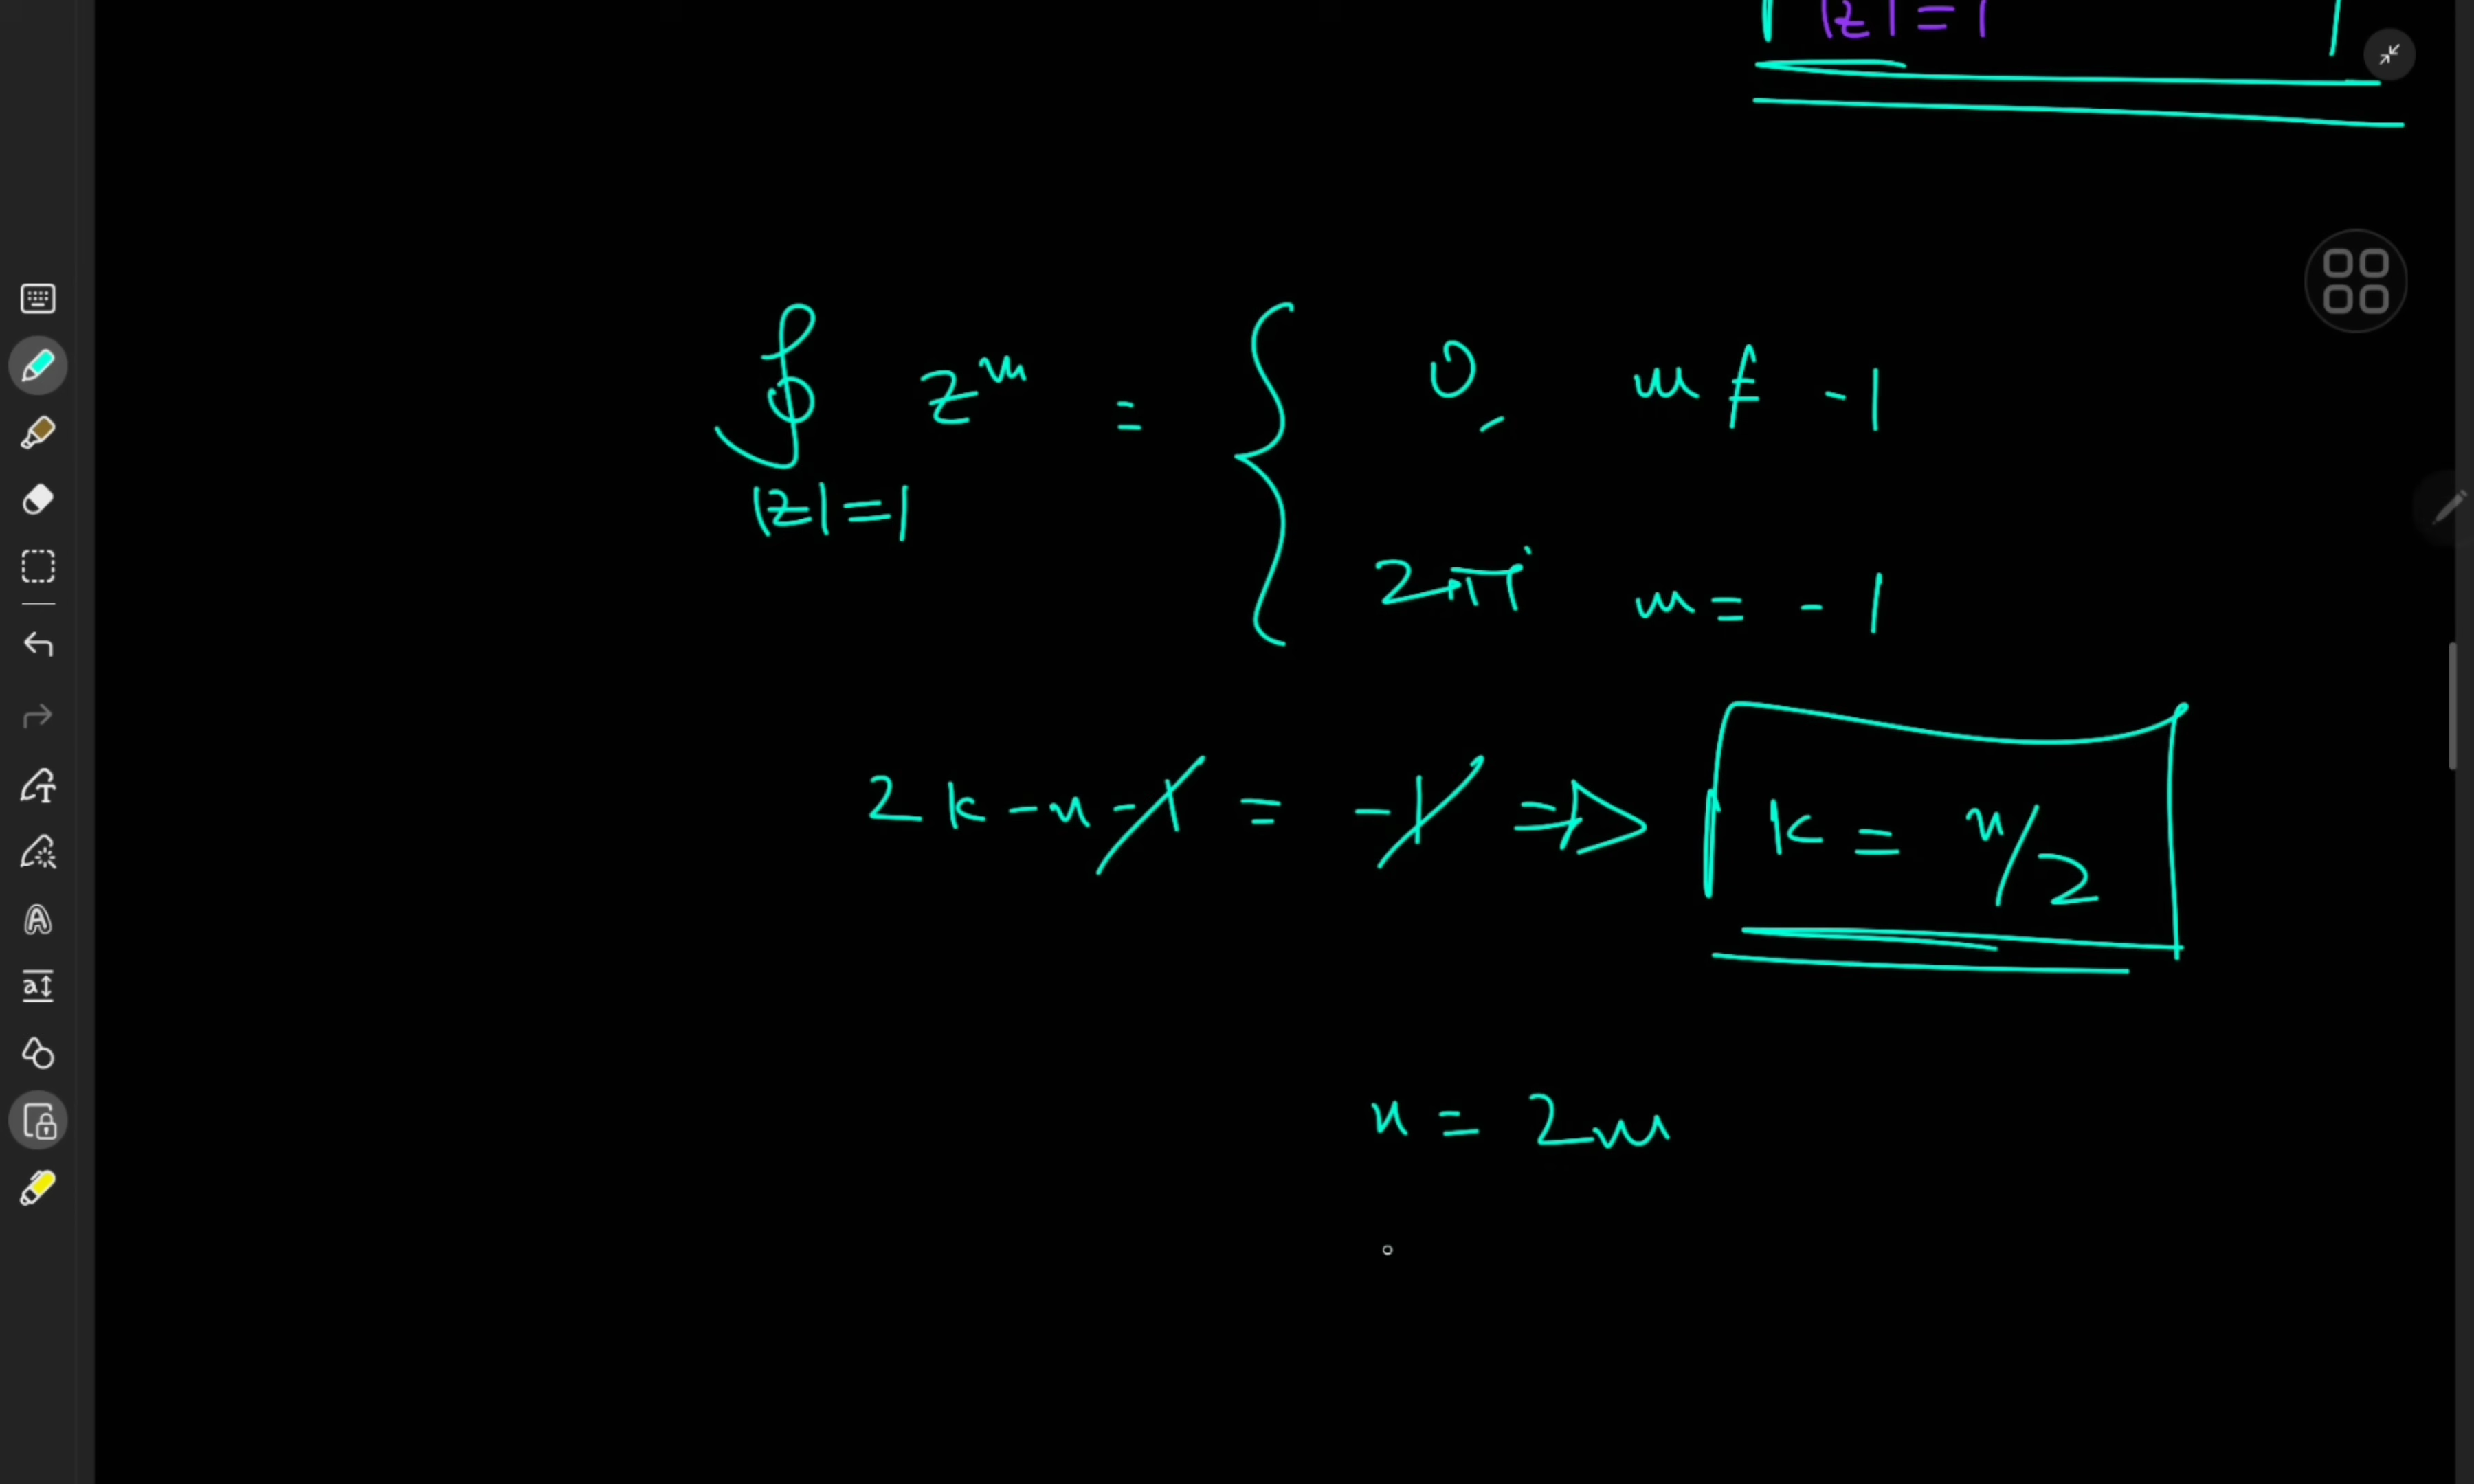 |z| = 1
∮ z^m = { 0, m ≠ -1
|z|=1
2πi m = -1
2k - n - 1 = -1 ⇒ k = n/2
n = 2m